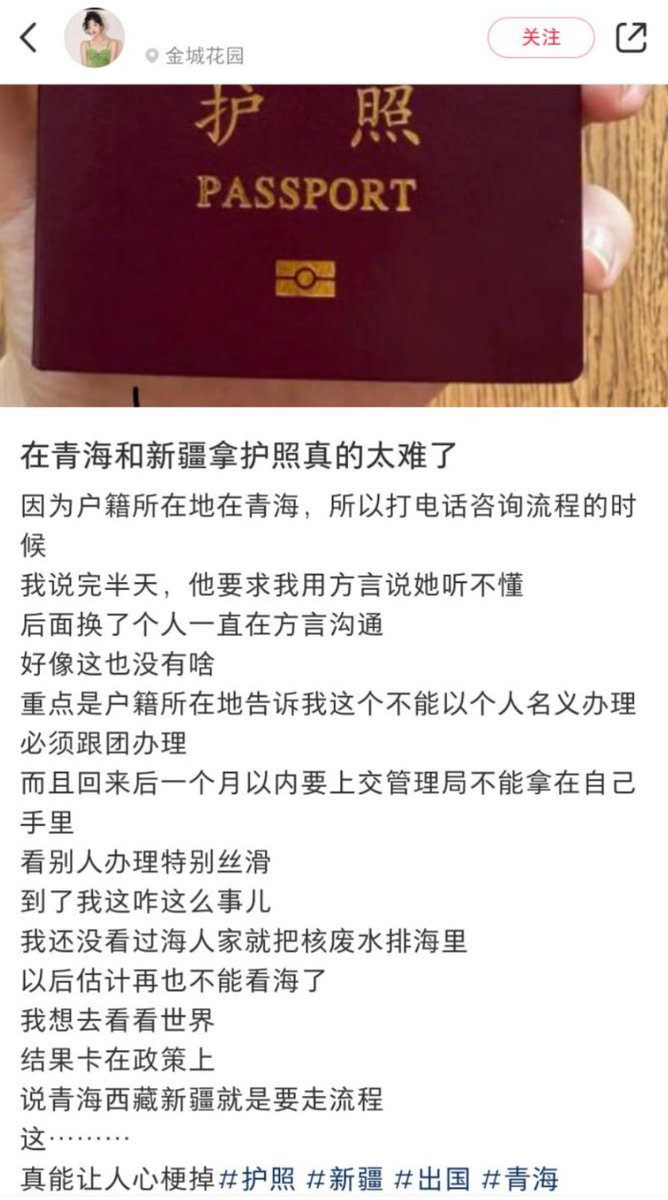 金城花园
关注
护照
PASSPORT
在青海和新疆拿护照真的太难了
因为户籍所在地在青海，所以打电话咨询流程的时
候
我说完半天，他要求我用方言说她听不懂
后面换了个人一直在方言沟通
好像这也没有啥
重点是户籍所在地告诉我这个不能以个人名义办理
必须跟团办理
而且回来后一个月以内要上交管理局不能拿在自己
手里
看别人办理特别丝滑
到了我这咋这么事儿
我还没看过海人家就把核废水排海里
以后估计再也不能看海了
我想去看看世界
结果卡在政策上
说青海西藏新疆就是要走流程
这………
真能让人心梗掉#护照 #新疆 #出国 #青海